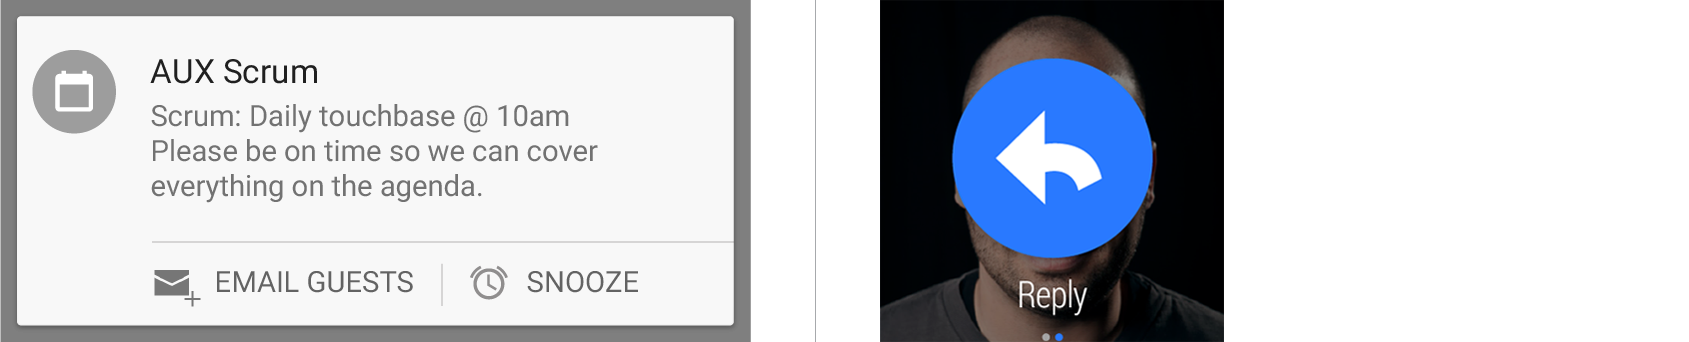 AUX Scrum
Scrum: Daily touchbase @ 10am
Please be on time so we can cover
everything on the agenda.
EMAIL GUESTS
SNOOZE
Reply